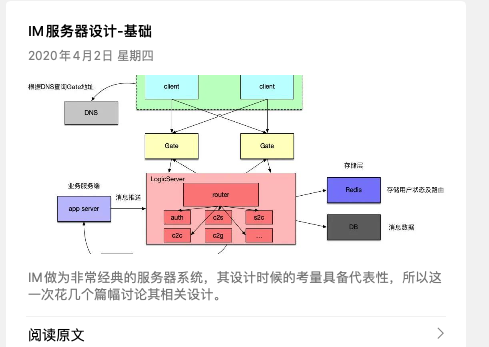 IM服务器设计-基础
2020年4月2日 星期四
根据DNS查询Gate地址
client
client
DNS
Gate
Gate
存储层
LogicServer
业务服务端
消息推送
router
Redis
存储用户状态及路由
app server
auth
c2s
s2c
DB
消息数据
c2c
c2g
...
IM做为非常经典的服务器系统，其设计时候的考量具备代表性，所以这
一次花几个篇幅讨论其相关设计。
阅读原文